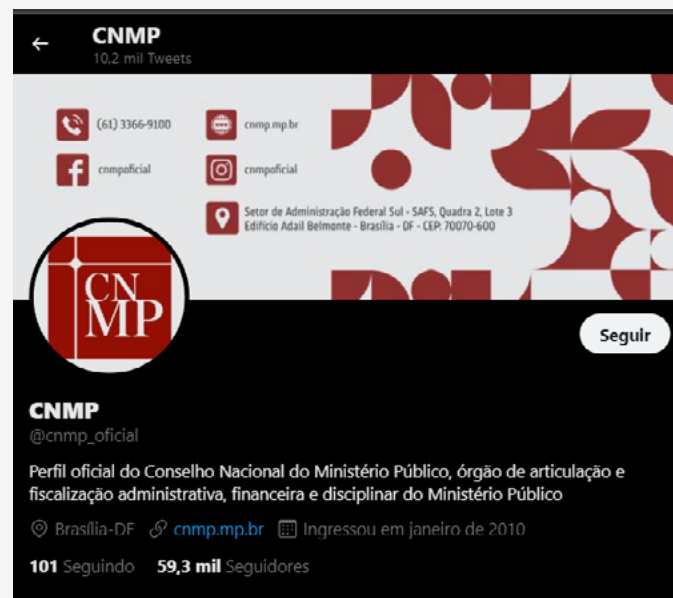 CNMP
10,2 mil Tweets
(61) 3366-9100
www
cnmp.mp.br
cnmpoficial
cnmpoficial
Setor de Administração Federal Sul - SAFS, Quadra 2, Lote 3
Edifício Adail Belmonte - Brasília - DF - CEP: 70070-600
CN
MP
Seguir
CNMP
@cnmp_oficial
Perfil oficial do Conselho Nacional do Ministério Público, órgão de articulação e
fiscalização administrativa, financeira e disciplinar do Ministério Público
Brasília-DF cnmp.mp.br Ingressou em janeiro de 2010
101 Seguindo 59,3 mil Seguidores